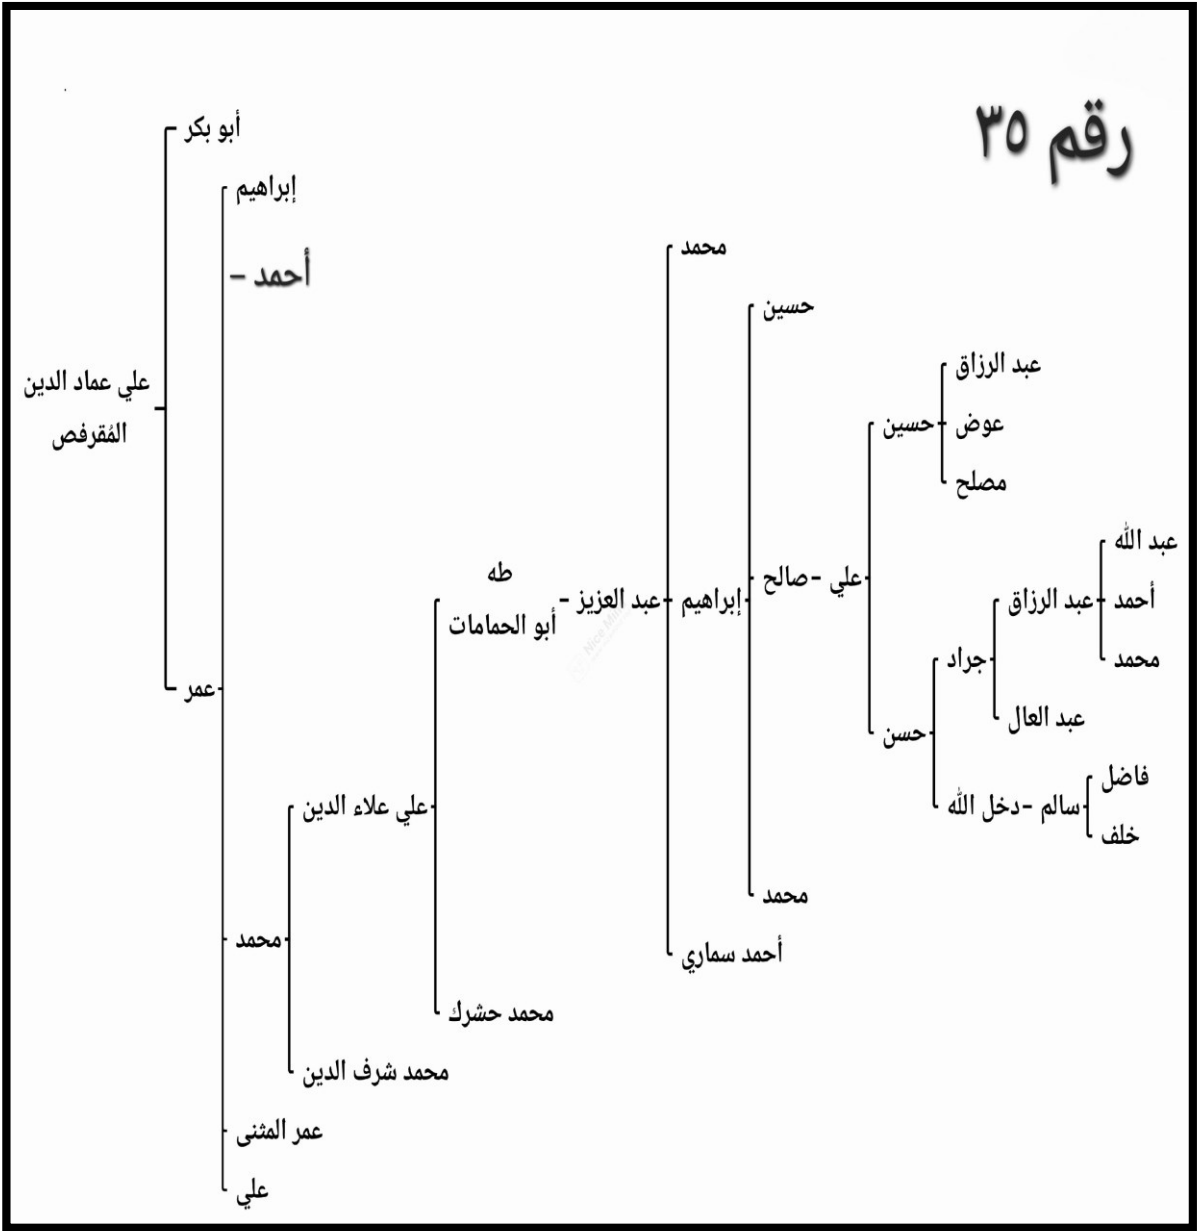 رقم ٣٥
أبو بكر
إبراهيم
أحمد -
محمد
حسين
عبد الرزاق
علي عماد الدين
المُقرفص
حسين
عوض
مصلح
عبد الله
طه
أبو الحمامات
- عبد العزيز
إبراهيم
علي - صالح
عبد الرزاق
أحمد
محمد
جراد
عمر
عبد العال
حسن
فاضل
علي علاء الدين
سالم - دخل الله
خلف
محمد
محمد
أحمد سماري
محمد حشرك
محمد شرف الدين
عمر المثنى
علي